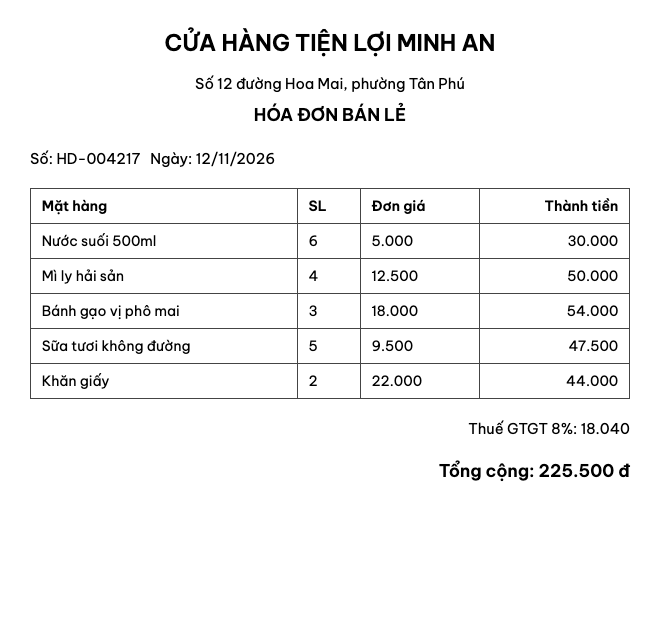 CỬA HÀNG TIỆN LỢI MINH AN
Số 12 đường Hoa Mai, phường Tân Phú
HÓA ĐƠN BÁN LẺ
Số: HD-004217 Ngày: 12/11/2026
Mặt hàng SL Đơn giá Thành tiền
Nước suối 500ml 6 5.000 30.000
Mì ly hải sản 4 12.500 50.000
Bánh gạo vị phô mai 3 18.000 54.000
Sữa tươi không đường 5 9.500 47.500
Khăn giấy 2 22.000 44.000
Thuế GTGT 8%: 18.040
Tổng cộng: 225.500 đ